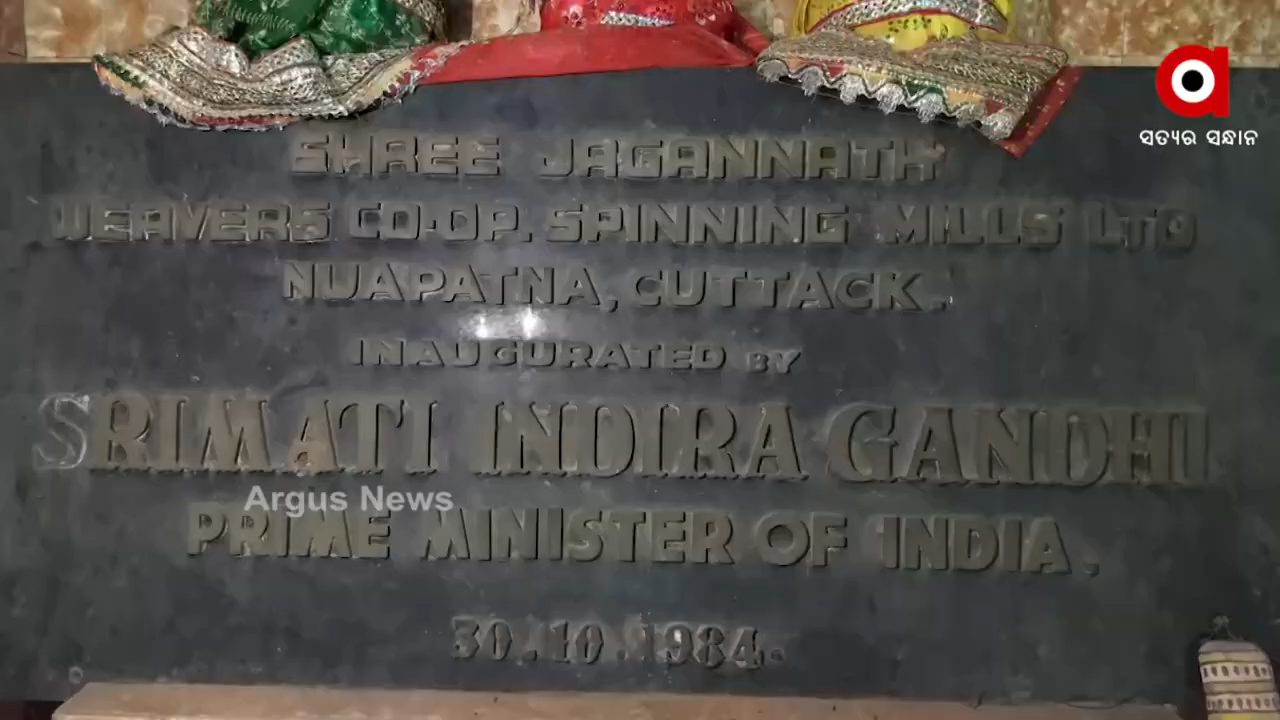 ସତ୍ୟର ସନ୍ଧାନ
SHREE JAGANNATH
WEAVERS CO-OP. SPINNING MILLS LTD
NUAPATNA, CUTTACK.
INAUGURATED BY
SRIMATI INDIRA GANDHI
Argus News
PRIME MINISTER OF INDIA.
30.10.1984.